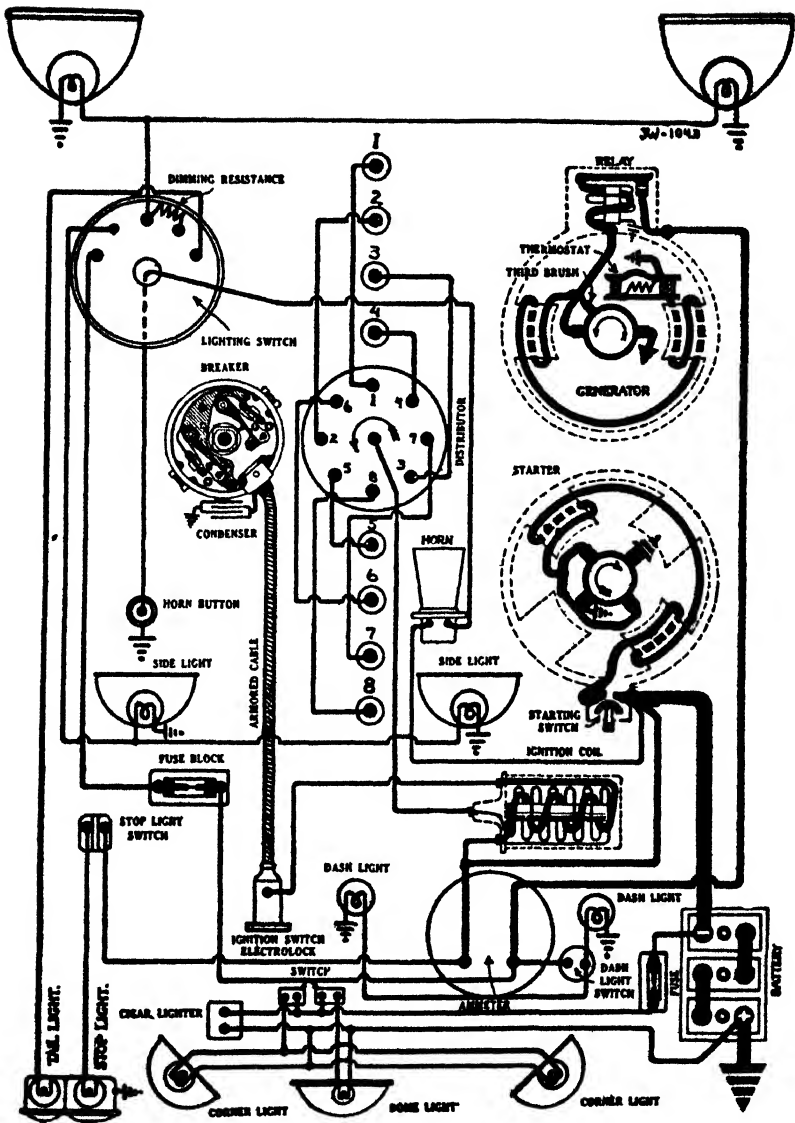 JW-104B
RELAY
1
DIMMING RESISTANCE
2
THERMOSTAT
3
THIRD BRUSH
4
LIGHTING SWITCH
GENERATOR
BREAKER
1
6
4
2
7
5
3
8
DISTRIBUTOR
STARTER
CONDENSER
5
HORN
6
HORN BUTTON
7
SIDE LIGHT
ARMORED CABLE
SIDE LIGHT
8
STARTING
SWITCH
IGNITION COIL
FUSE BLOCK
STOP LIGHT
SWITCH
DASH LIGHT
DASH LIGHT
IGNITION SWITCH
ELECTROLOCK
SWITCH
DASH
LIGHT
SWITCH
FUSE
BATTERY
AMMETER
CIGAR LIGHTER
TAIL LIGHT.
STOP LIGHT.
CORNER LIGHT
DOME LIGHT
CORNER LIGHT